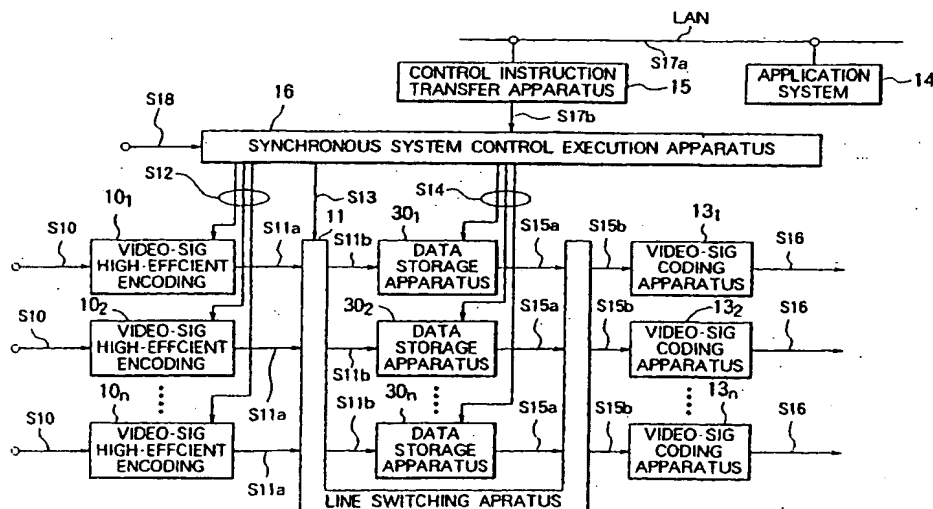 LAN
S17a
CONTROL INSTRUCTION
TRANSFER APPARATUS
15
APPLICATION
SYSTEM
14
S17b
S18
16
SYNCHRONOUS SYSTEM CONTROL EXECUTION APPARATUS
S12
S13
S14
10₁
11
30₁
13₁
S10
VIDEO-SIG
HIGH-EFFCIENT
ENCODING
S11a
S11b
DATA
STORAGE
APPARATUS
S15a
S15b
VIDEO-SIG
CODING
APPARATUS
S16
10₂
30₂
13₂
S10
VIDEO-SIG
HIGH-EFFCIENT
ENCODING
S11a
S11b
DATA
STORAGE
APPARATUS
S15a
S15b
VIDEO-SIG
CODING
APPARATUS
S16
10n
30n
13n
S10
VIDEO-SIG
HIGH-EFFCIENT
ENCODING
S11a
S11b
DATA
STORAGE
APPARATUS
S15a
S15b
VIDEO-SIG
CODING
APPARATUS
S16
LINE SWITCHING APRATUS